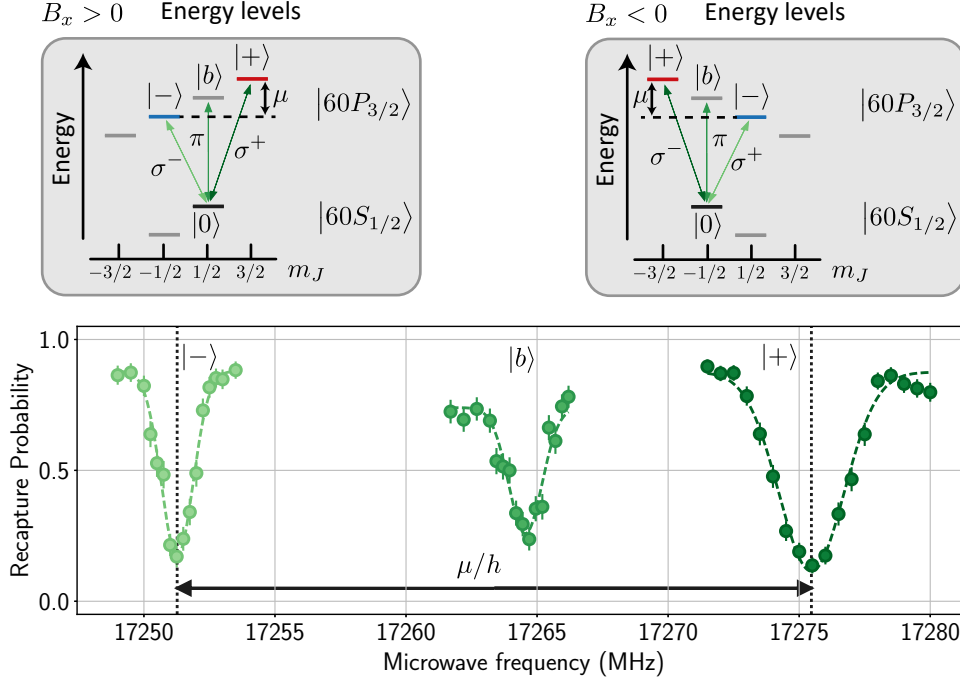 B_x > 0 Energy levels
|+⟩
|b⟩
|−⟩
μ
|60P_{3/2}⟩
π
σ^−
σ^+
|0⟩
|60S_{1/2}⟩
Energy
−3/2 −1/2 1/2 3/2 m_J
B_x < 0 Energy levels
|+⟩
|b⟩
|−⟩
μ
|60P_{3/2}⟩
π
σ^−
σ^+
|0⟩
|60S_{1/2}⟩
Energy
−3/2 −1/2 1/2 3/2 m_J
|−⟩ |b⟩ |+⟩
1.0
0.5
0.0
Recapture Probability
μ/h
17250 17255 17260 17265 17270 17275 17280
Microwave frequency (MHz)